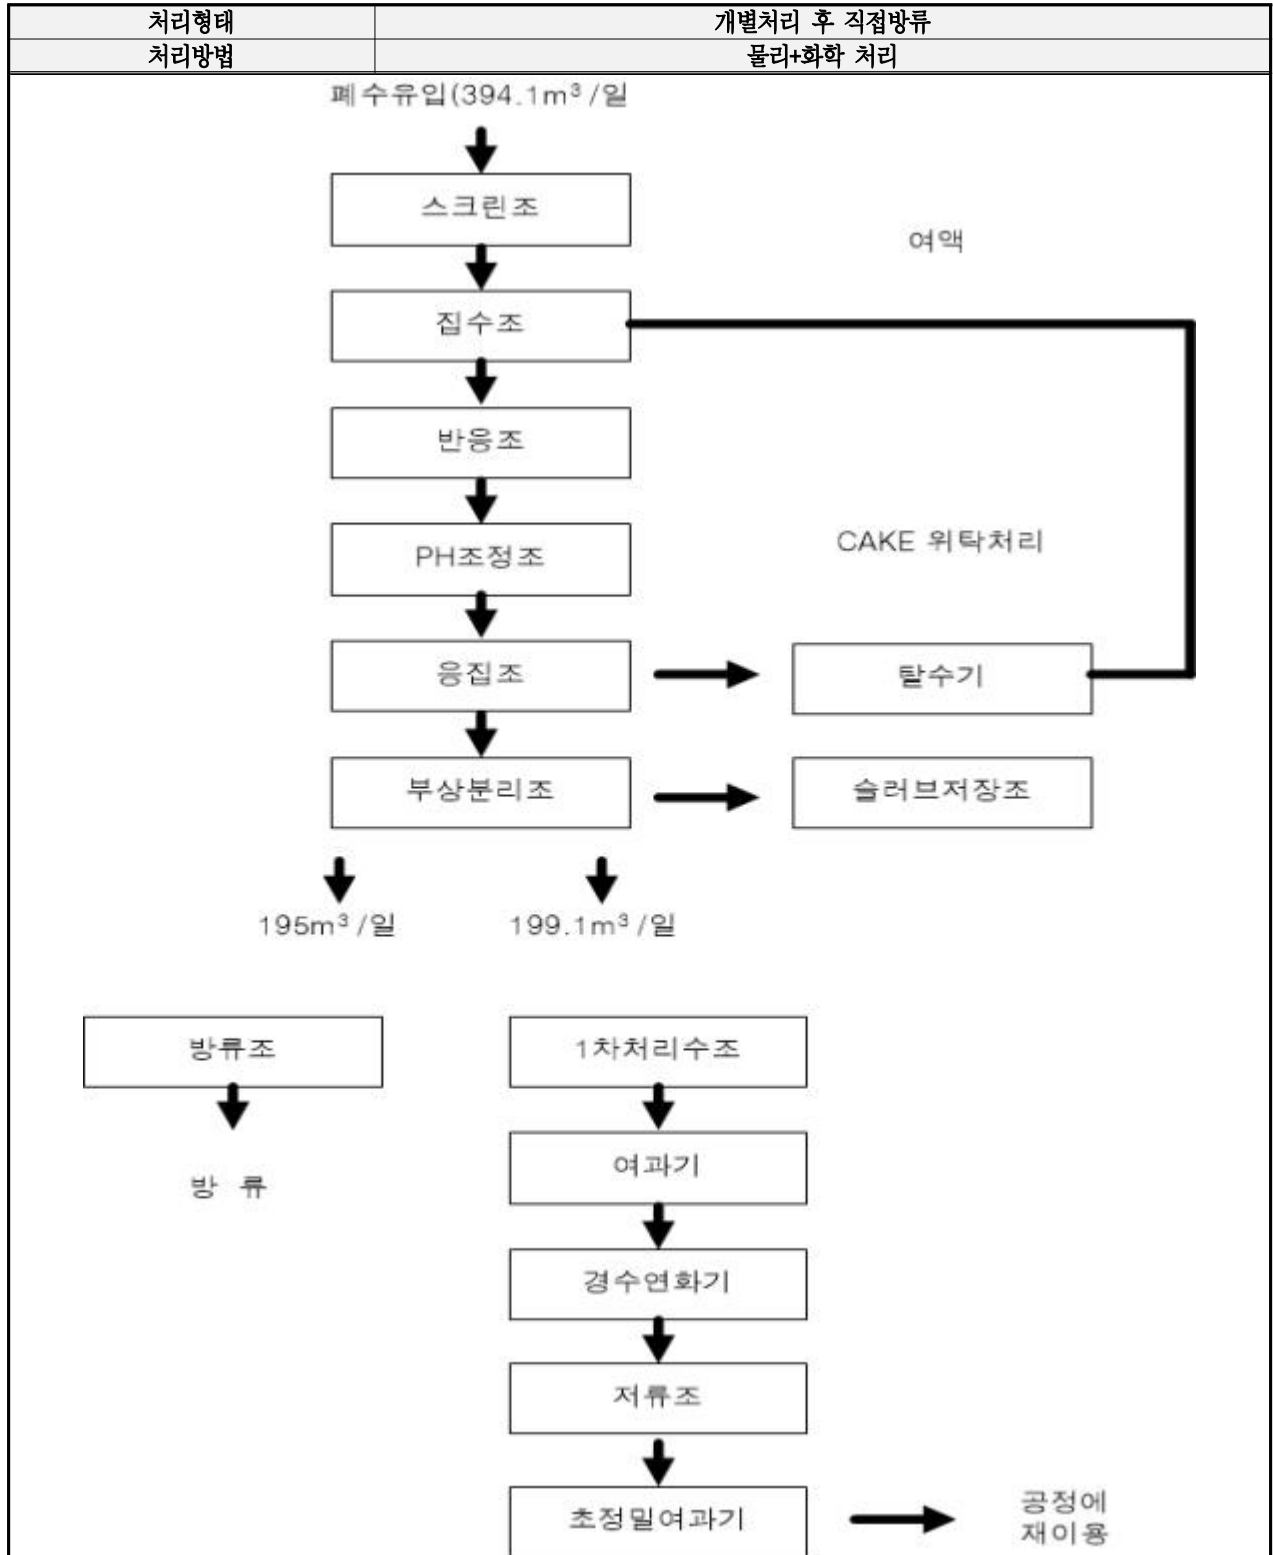 처리형태 개별처리 후 직접방류
처리방법 물리+화학 처리
폐수유입(394.1m³/일
스크린조
여액
집수조
반응조
PH조정조
CAKE 위탁처리
응집조
탈수기
부상분리조
슬러브저장조
195m³/일
199.1m³/일
방류조
1차처리수조
여과기
방 류
경수연화기
저류조
초정밀여과기
공정에
재이용